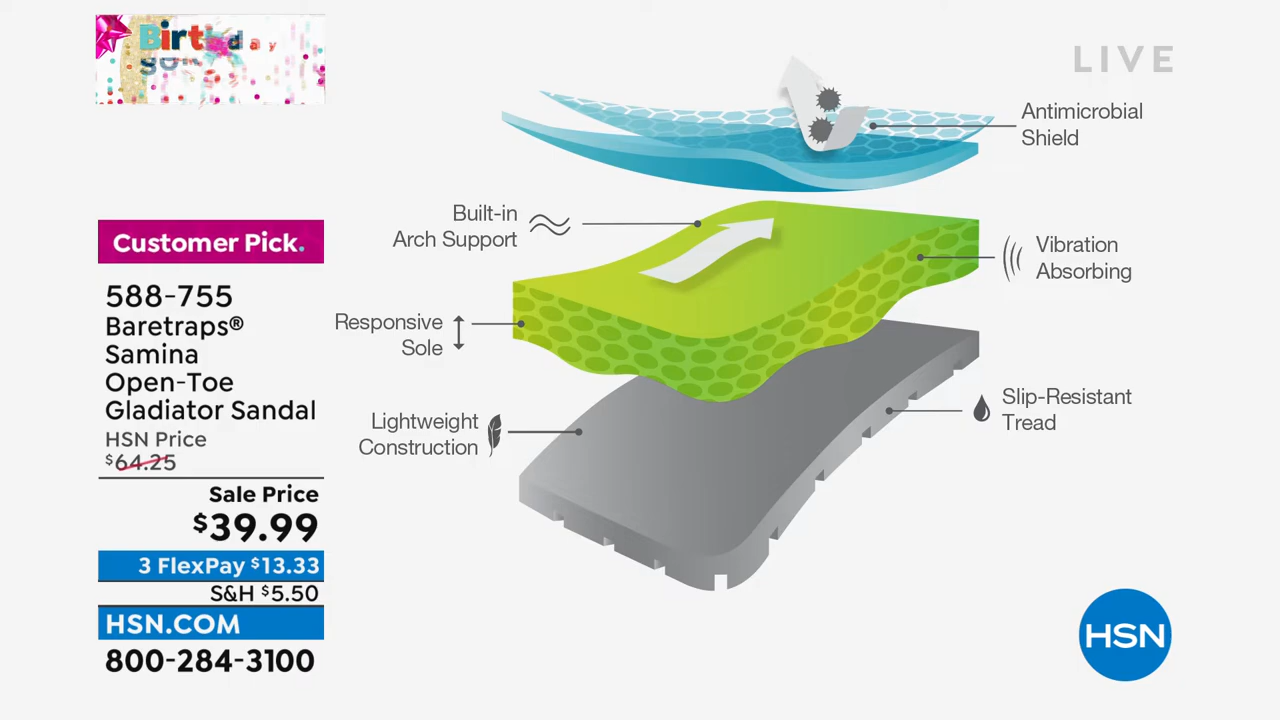 Birthday
LIVE
Antimicrobial
Shield
Built-in
Arch Support
Vibration
Absorbing
Responsive
Sole
Lightweight
Construction
Slip-Resistant
Tread
Customer Pick.
588-755
Baretraps®
Samina
Open-Toe
Gladiator Sandal
HSN Price
$64.25
Sale Price
$39.99
3 FlexPay $13.33
S&H $5.50
HSN.COM
800-284-3100
HSN